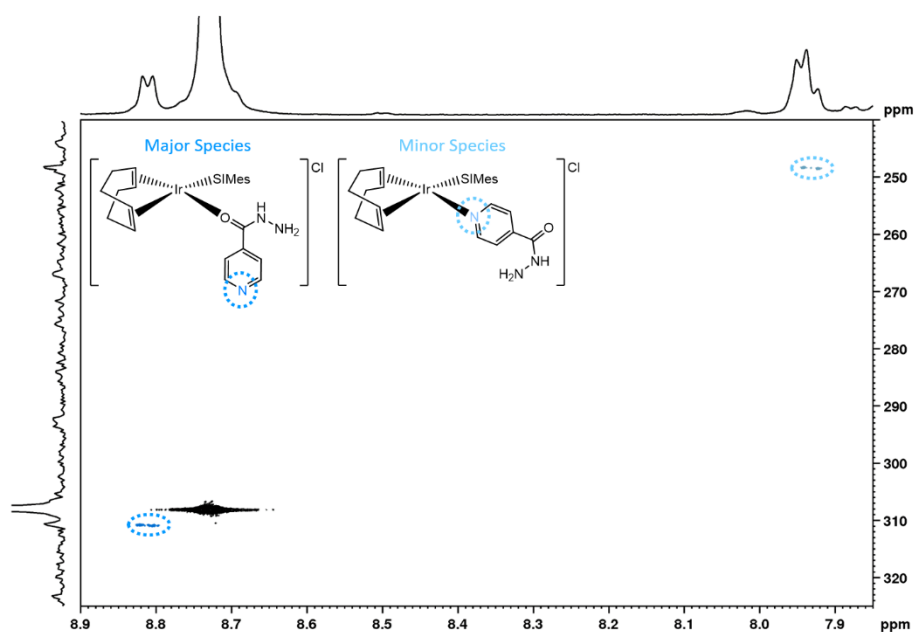 ppm
Major Species
Minor Species
Cl
Cl
Ir
SIMes
Ir
SIMes
O
H
N
NH2
N
N
O
NH
H2N
250
260
270
280
290
300
310
320
ppm
8.9 8.8 8.7 8.6 8.5 8.4 8.3 8.2 8.1 8.0 7.9 ppm